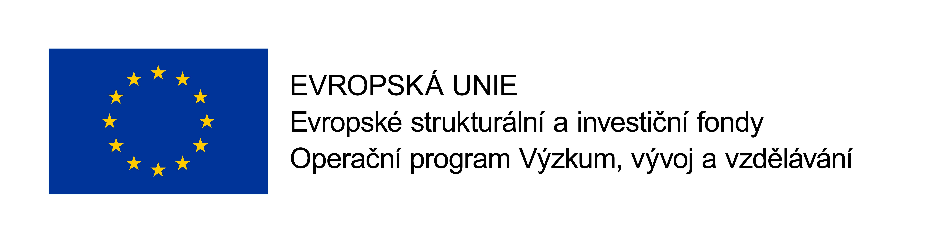 EVROPSKÁ UNIE
Evropské strukturální a investiční fondy
Operační program Výzkum, vývoj a vzdělávání